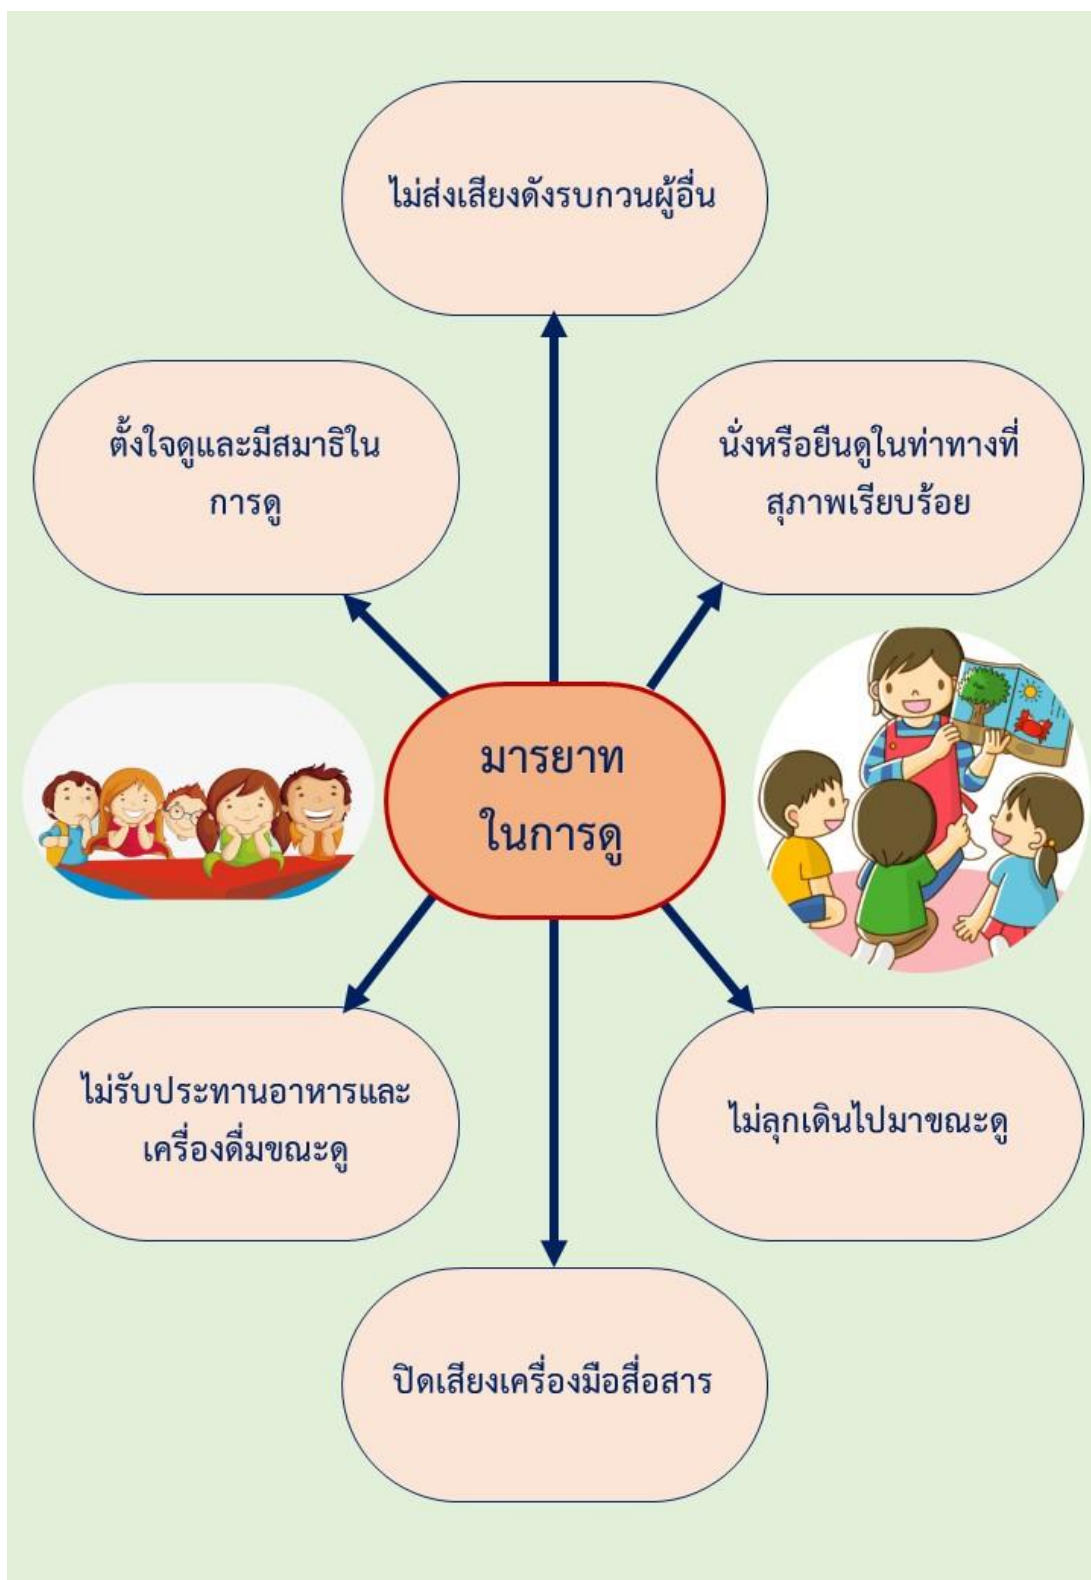 ไม่ส่งเสียงดังรบกวนผู้อื่น
ตั้งใจดูและมีสมาธิใน
การดู
นั่งหรือยืนดูในท่าทางที่
สุภาพเรียบร้อย
มารยาท
ในการดู
ไม่รับประทานอาหารและ
เครื่องดื่มขณะดู
ไม่ลุกเดินไปมาขณะดู
ปิดเสียงเครื่องมือสื่อสาร